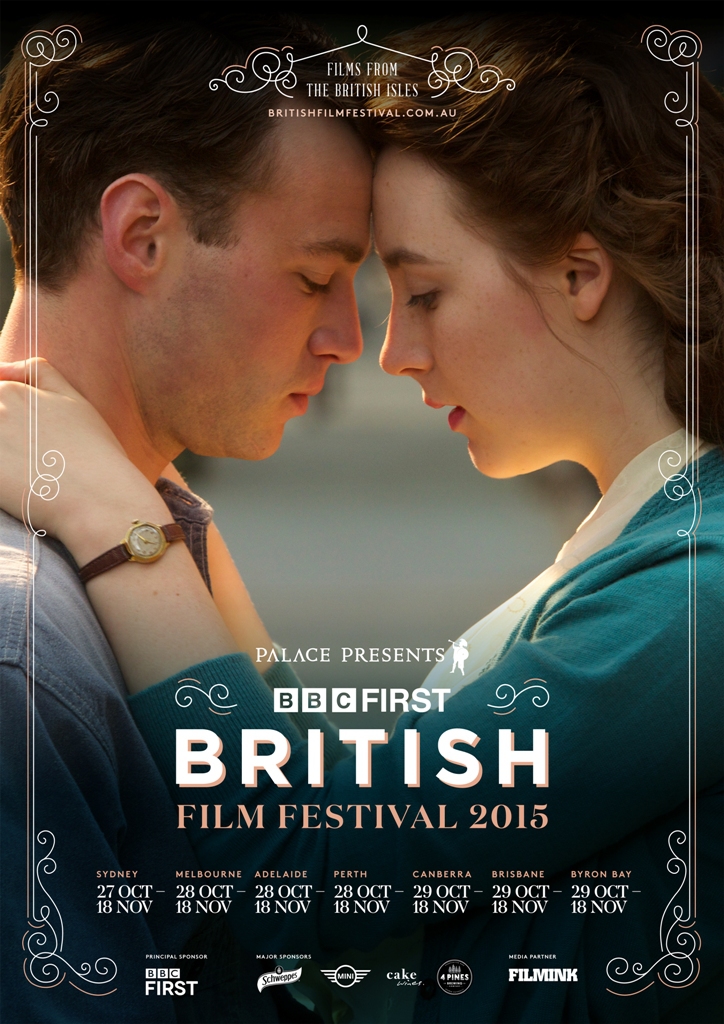 FILMS FROM
THE BRITISH ISLES
BRITISHFILMFESTIVAL.COM.AU
PALACE PRESENTS
BBC FIRST
BRITISH
FILM FESTIVAL 2015
SYDNEY
27 OCT –
18 NOV
MELBOURNE
28 OCT –
18 NOV
ADELAIDE
28 OCT –
18 NOV
PERTH
28 OCT –
18 NOV
CANBERRA
29 OCT –
18 NOV
BRISBANE
29 OCT –
18 NOV
BYRON BAY
29 OCT –
18 NOV
PRINCIPAL SPONSOR
BBC
FIRST
MAJOR SPONSORS
Schweppes
MINI
cake
wines.
4 PINES
BREWING
MEDIA PARTNER
FILMINK